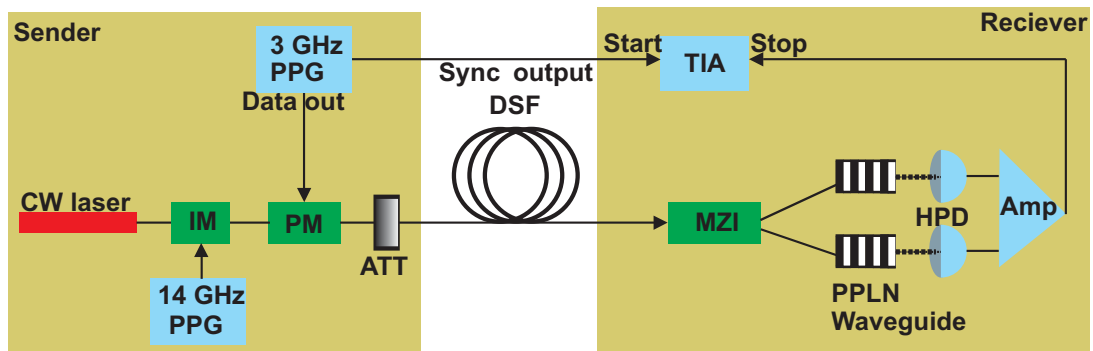 Sender
Reciever
3 GHz
PPG
Data out
Start
Stop
TIA
Sync output
DSF
CW laser
IM
PM
ATT
14 GHz
PPG
MZI
HPD
Amp
PPLN
Waveguide